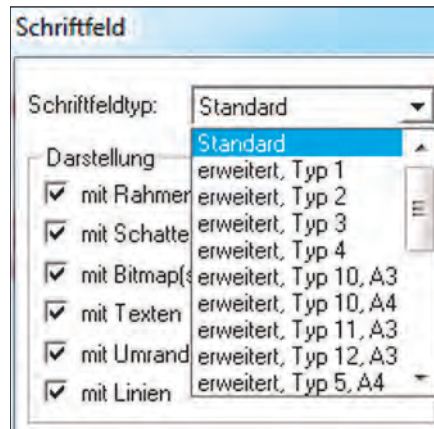 Schriftfeld
Schriftfeldtyp: Standard
Standard
Darstellung
erweitert, Typ 1
mit Rahmen erweitert, Typ 2
erweitert, Typ 3
mit Schatte
erweitert, Typ 4
mit Bitmap(s erweitert, Typ 10, A3
erweitert, Typ 10, A4
mit Texten
erweitert, Typ 11, A3
mit Umrand erweitert, Typ 12, A3
mit Linien erweitert, Typ 5, A4